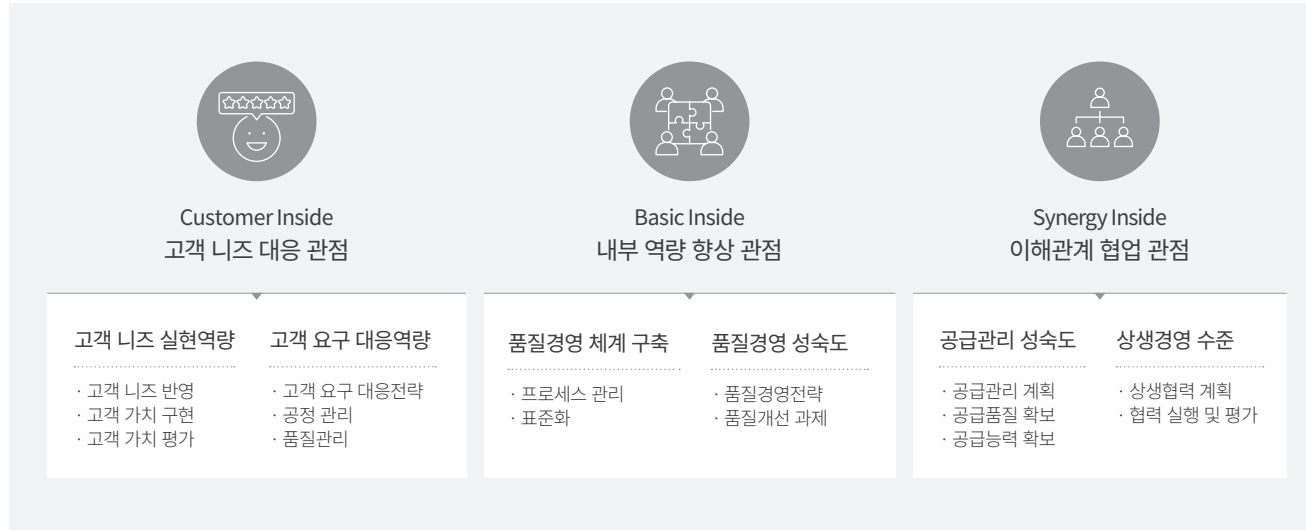 Customer Inside
고객 니즈 대응 관점
고객 니즈 실현역량
· 고객 니즈 반영
· 고객 가치 구현
· 고객 가치 평가
고객 요구 대응역량
· 고객 요구 대응전략
· 공정 관리
· 품질관리
Basic Inside
내부 역량 향상 관점
품질경영 체계 구축
· 프로세스 관리
· 표준화
품질경영 성숙도
· 품질경영전략
· 품질개선 과제
Synergy Inside
이해관계 협업 관점
공급관리 성숙도
· 공급관리 계획
· 공급품질 확보
· 공급능력 확보
상생경영 수준
· 상생협력 계획
· 협력 실행 및 평가